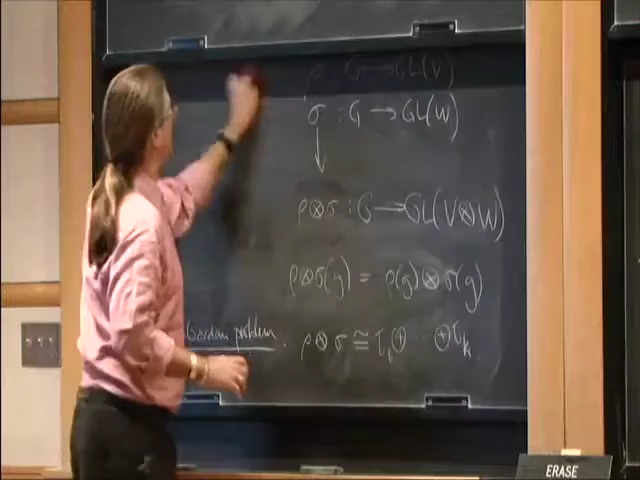 ρ G → GL(V)
σ : G → GL(W)
↓
ρ⊗σ : G → GL(V⊗W)
ρ⊗σ(g) = ρ(g)⊗σ(g)
Gordan problem . ρ⊗σ ≅ τ₁⊕ ·· ⊕τₖ
ERASE